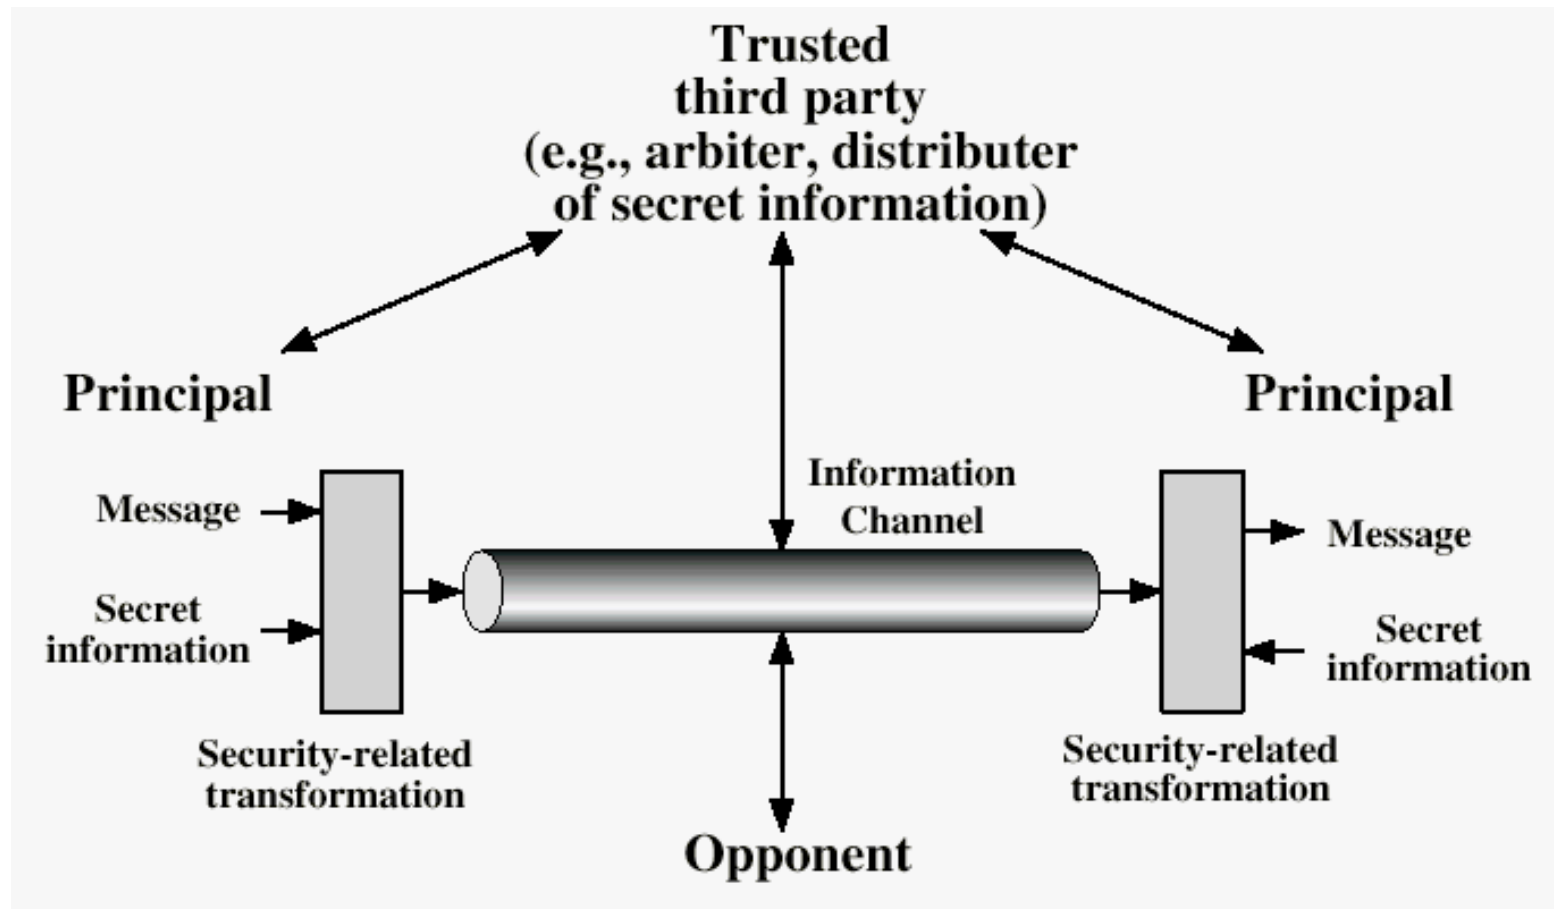 Trusted
third party
(e.g., arbiter, distributer
of secret information)
Principal
Principal
Information
Channel
Message
Secret
information
Message
Secret
information
Security-related
transformation
Security-related
transformation
Opponent